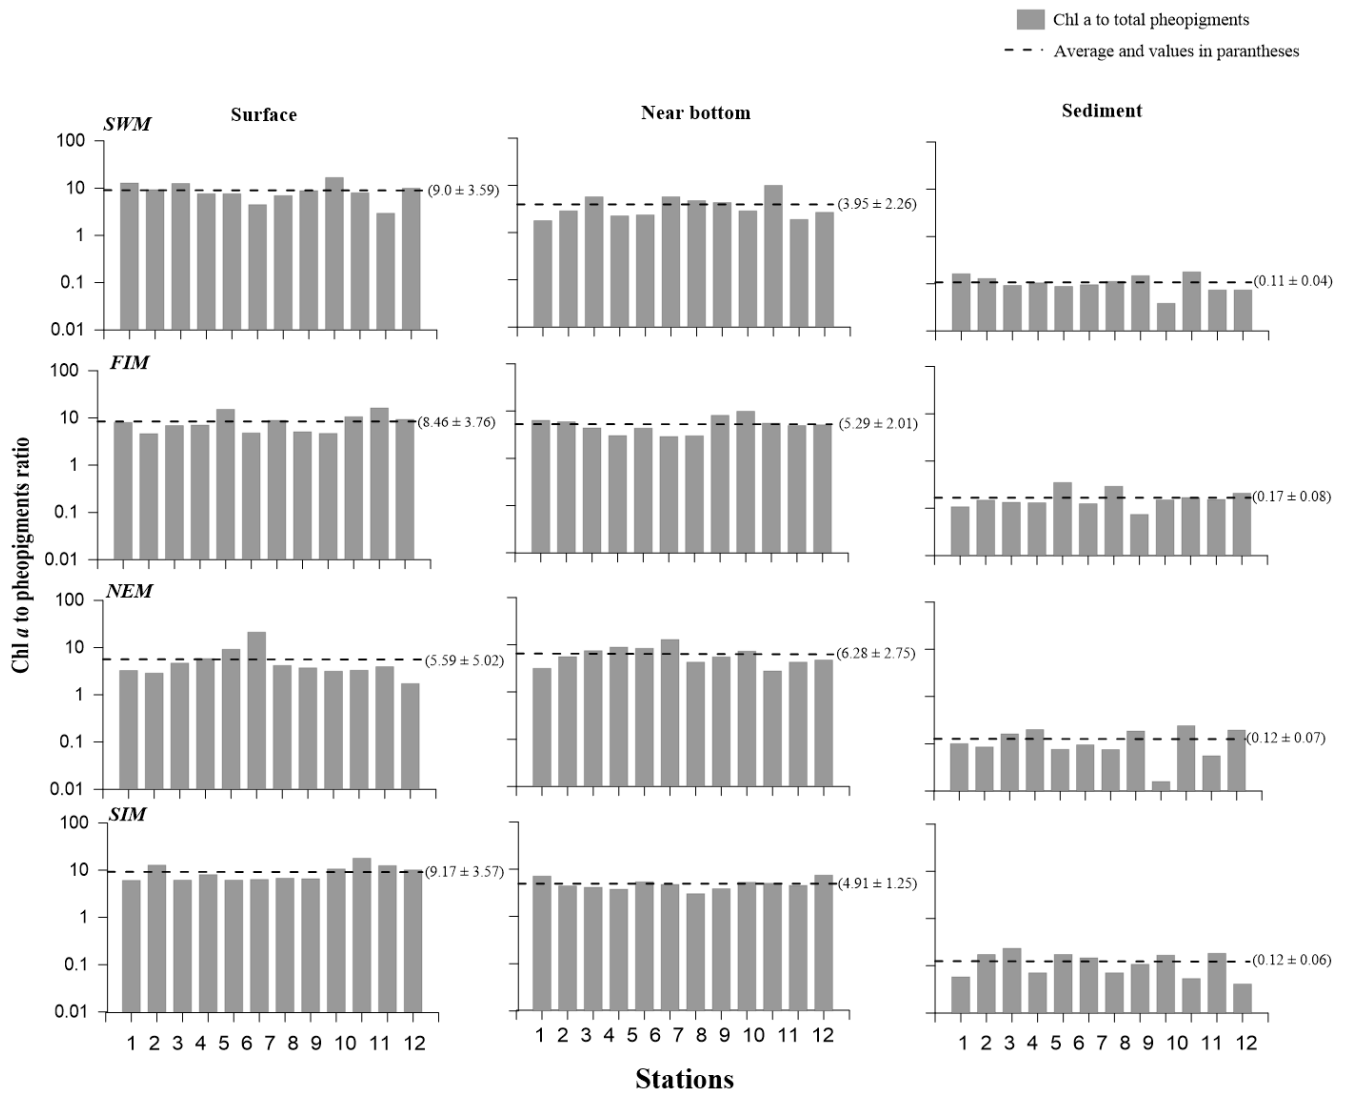 Chl a to total pheopigments
Average and values in parantheses
Surface
Near bottom
Sediment
SWM
100
10
1
0.1
0.01
(9.0 ± 3.59)
(3.95 ± 2.26)
(0.11 ± 0.04)
FIM
100
10
1
0.1
0.01
(8.46 ± 3.76)
(5.29 ± 2.01)
(0.17 ± 0.08)
NEM
100
10
1
0.1
0.01
(5.59 ± 5.02)
(6.28 ± 2.75)
(0.12 ± 0.07)
SIM
100
10
1
0.1
0.01
(9.17 ± 3.57)
(4.91 ± 1.25)
(0.12 ± 0.06)
Chl a to pheopigments ratio
1 2 3 4 5 6 7 8 9 10 11 12
1 2 3 4 5 6 7 8 9 10 11 12
1 2 3 4 5 6 7 8 9 10 11 12
Stations